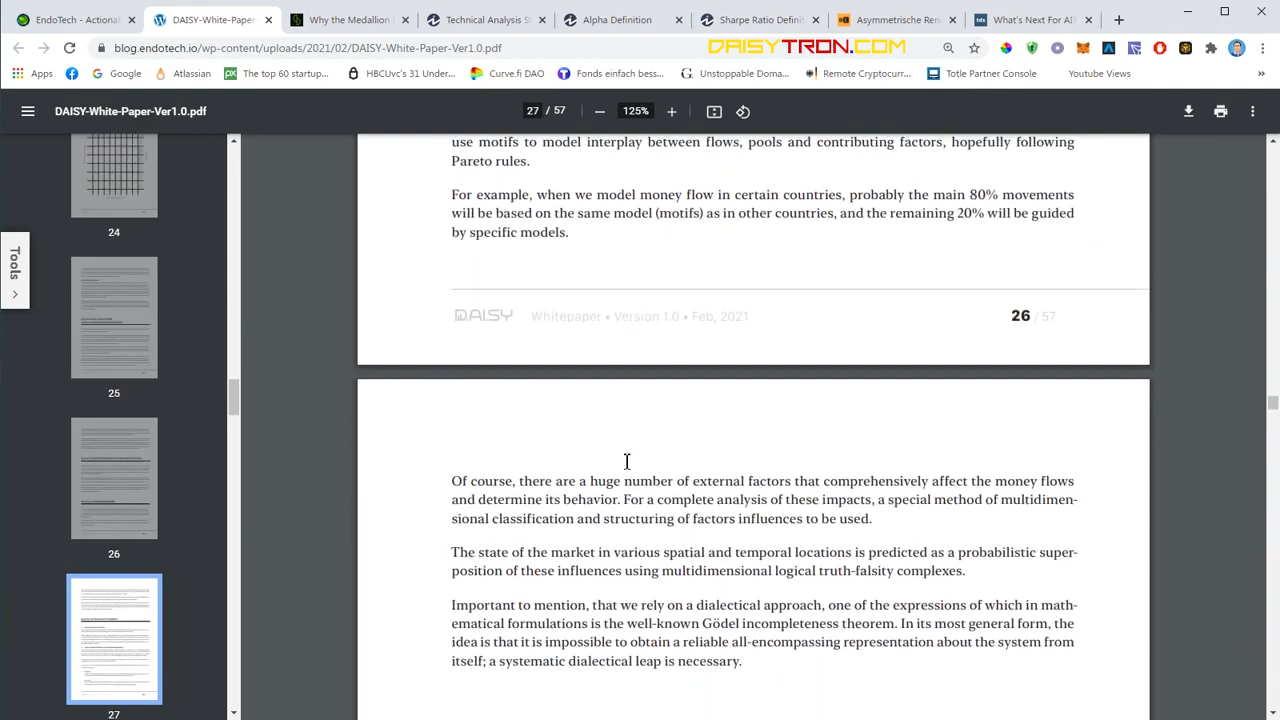 EndoTech - Actional
DAISY-White-Paper-
Why the Medallion F
Technical Analysis S
Alpha Definition
Sharpe Ratio Definit
Asymmetrische Ren
What's Next For AI?
blog.endotech.io/wp-content/uploads/2021/02/DAISY-White-Paper-Ver1.0.pdf
DAISYTRON.COM
Apps
Google
Atlassian
The top 60 startup...
HBCUvc's 31 Under...
Curve.fi DAO
Fonds einfach bess...
Unstoppable Doma...
Remote Cryptocurr...
Totle Partner Console
Youtube Views
DAISY-White-Paper-Ver1.0.pdf
27 / 57
125%
Tools
24
25
26
27
use motifs to model interplay between flows, pools and contributing factors, hopefully following
Pareto rules.
For example, when we model money flow in certain countries, probably the main 80% movements
will be based on the same model (motifs) as in other countries, and the remaining 20% will be guided
by specific models.
DAISY Whitepaper • Version 1.0 • Feb, 2021 26 / 57
Of course, there are a huge number of external factors that comprehensively affect the money flows
and determine its behavior. For a complete analysis of these impacts, a special method of multidimen-
sional classification and structuring of factors influences to be used.
The state of the market in various spatial and temporal locations is predicted as a probabilistic super-
position of these influences using multidimensional logical truth-falsity complexes.
Important to mention, that we rely on a dialectical approach, one of the expressions of which in math-
ematical formulations is the well-known Gödel incompleteness theorem. In its most general form, the
idea is that it is impossible to obtain a reliable all-encompassing representation about the system from
itself; a systematic dialectical leap is necessary.